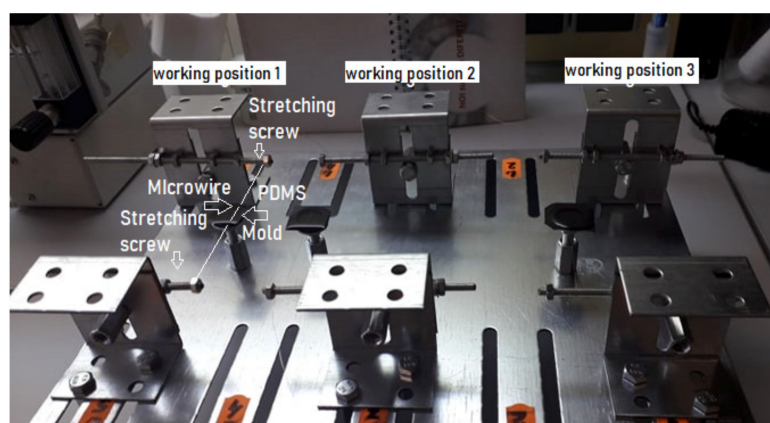 working position 1
working position 2
working position 3
Stretching
screw
MIcrowire
PDMS
Stretching
screw
Mold